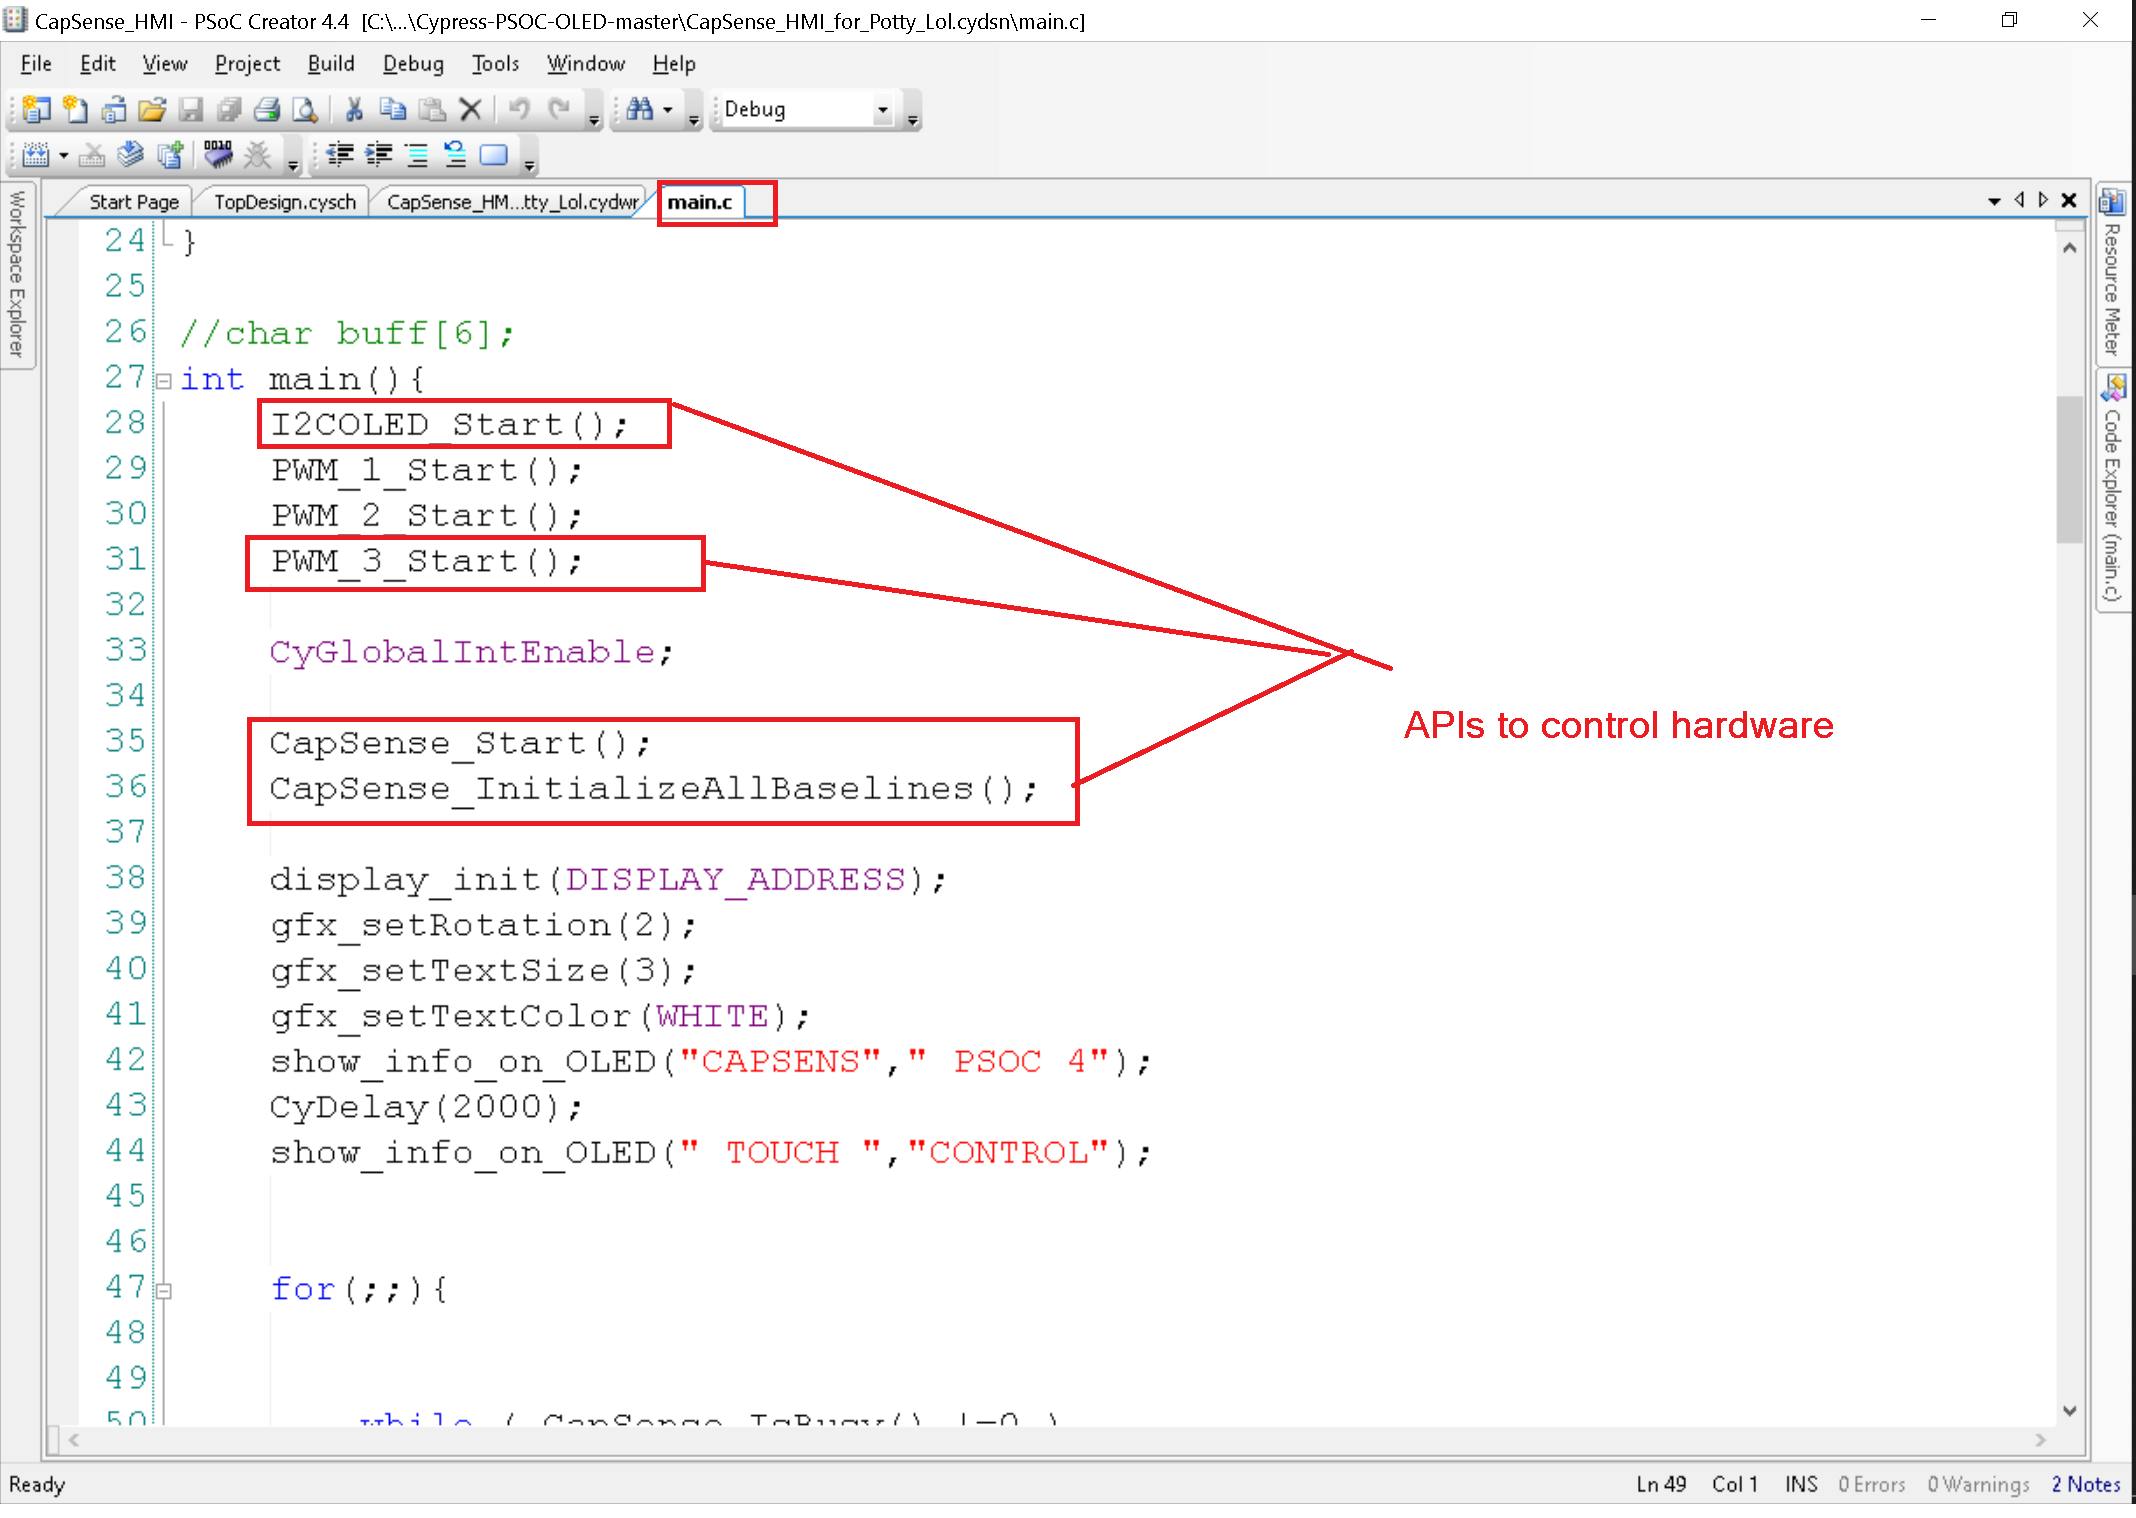 CapSense_HMI - PSoC Creator 4.4  [C:\...\Cypress-PSOC-OLED-master\CapSense_HMI_for_Potty_Lol.cydsn\main.c]
File Edit View Project Build Debug Tools Window Help
Debug
Start Page TopDesign.cysch CapSense_HM...tty_Lol.cydwr main.c
Workspace Explorer
Resource Meter
Code Explorer (main.c)
24 }
25
26 //char buff[6];
27 int main(){
28 I2COLED_Start();
29 PWM_1_Start();
30 PWM_2_Start();
31 PWM_3_Start();
32
33 CyGlobalIntEnable;
34
35 CapSense_Start();
36 CapSense_InitializeAllBaselines();
37
38 display_init(DISPLAY_ADDRESS);
39 gfx_setRotation(2);
40 gfx_setTextSize(3);
41 gfx_setTextColor(WHITE);
42 show_info_on_OLED("CAPSENS"," PSOC 4");
43 CyDelay(2000);
44 show_info_on_OLED(" TOUCH ","CONTROL");
45
46
47 for(;;){
48
49
50 while ( CapSense_IsBusy() !=0 )
APIs to control hardware
Ready Ln 49 Col 1 INS 0 Errors 0 Warnings 2 Notes